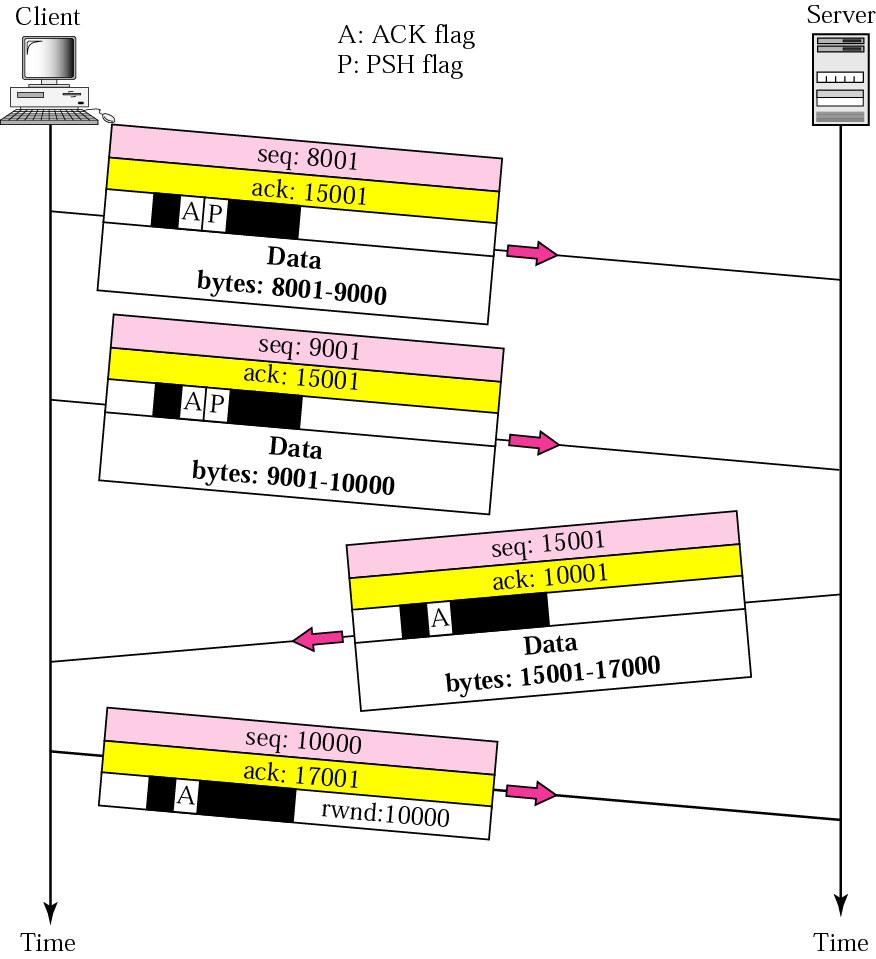 Client
Server
A: ACK flag
P: PSH flag
seq: 8001
ack: 15001
A P
Data
bytes: 8001-9000
seq: 9001
ack: 15001
A P
Data
bytes: 9001-10000
seq: 15001
ack: 10001
A
Data
bytes: 15001-17000
seq: 10000
ack: 17001
A rwnd:10000
Time
Time